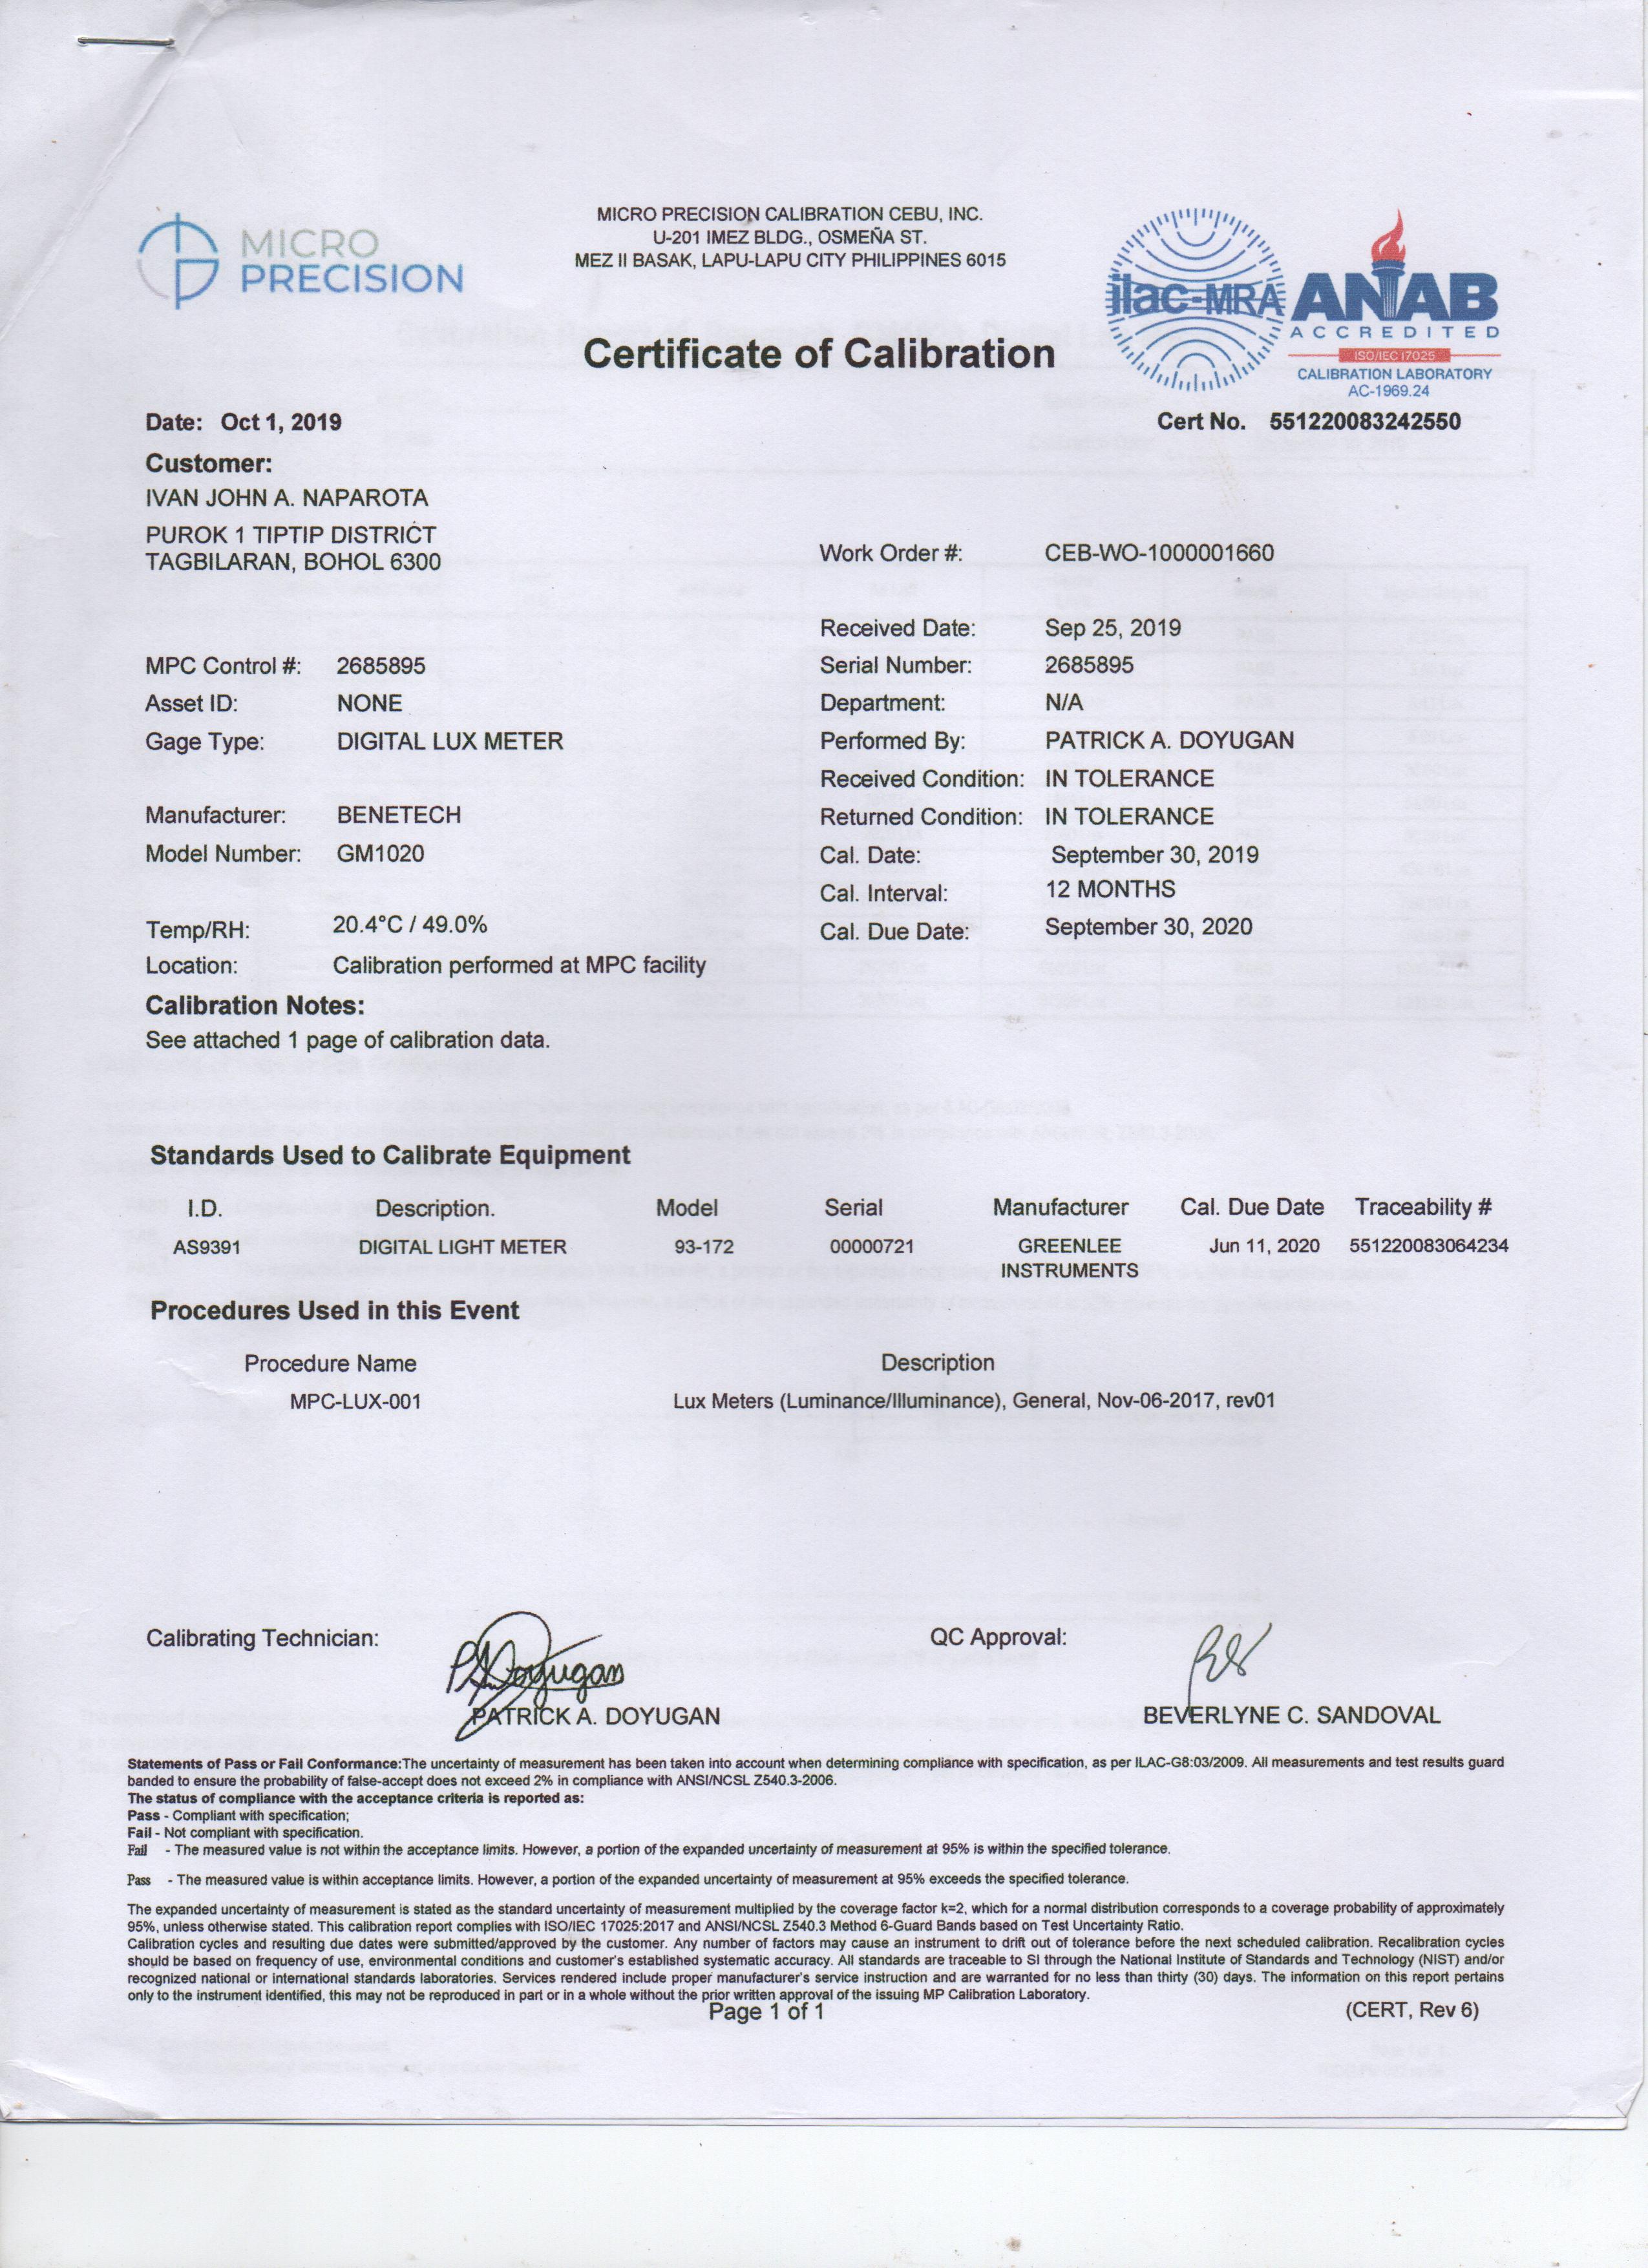 MICRO
PRECISION
MICRO PRECISION CALIBRATION CEBU, INC.
U-201 IMEZ BLDG., OSMEÑA ST.
MEZ II BASAK, LAPU-LAPU CITY PHILIPPINES 6015
ilac-MRA
ANAB
ACCREDITED
ISO/IEC 17025
CALIBRATION LABORATORY
AC-1969.24
Certificate of Calibration
Date: Oct 1, 2019
Cert No. 551220083242550
Customer:
IVAN JOHN A. NAPAROTA
PUROK 1 TIPTIP DISTRICT
TAGBILARAN, BOHOL 6300
Work Order #: CEB-WO-1000001660
Received Date: Sep 25, 2019
MPC Control #: 2685895
Serial Number: 2685895
Asset ID: NONE
Department: N/A
Gage Type: DIGITAL LUX METER
Performed By: PATRICK A. DOYUGAN
Received Condition: IN TOLERANCE
Manufacturer: BENETECH
Returned Condition: IN TOLERANCE
Model Number: GM1020
Cal. Date: September 30, 2019
Cal. Interval: 12 MONTHS
Temp/RH: 20.4°C / 49.0%
Cal. Due Date: September 30, 2020
Location: Calibration performed at MPC facility
Calibration Notes:
See attached 1 page of calibration data.
Standards Used to Calibrate Equipment
I.D. Description. Model Serial Manufacturer Cal. Due Date Traceability #
AS9391 DIGITAL LIGHT METER 93-172 00000721 GREENLEE Jun 11, 2020 551220083064234
INSTRUMENTS
Procedures Used in this Event
Procedure Name Description
MPC-LUX-001 Lux Meters (Luminance/Illuminance), General, Nov-06-2017, rev01
Calibrating Technician:
QC Approval:
P.A.Doyugan
PATRICK A. DOYUGAN
BEVERLYNE C. SANDOVAL
Statements of Pass or Fail Conformance:The uncertainty of measurement has been taken into account when determining compliance with specification, as per ILAC-G8:03/2009. All measurements and test results guard
banded to ensure the probability of false-accept does not exceed 2% in compliance with ANSI/NCSL Z540.3-2006.
The status of compliance with the acceptance criteria is reported as:
Pass - Compliant with specification;
Fail - Not compliant with specification.
Fail - The measured value is not within the acceptance limits. However, a portion of the expanded uncertainty of measurement at 95% is within the specified tolerance.
Pass - The measured value is within acceptance limits. However, a portion of the expanded uncertainty of measurement at 95% exceeds the specified tolerance.
The expanded uncertainty of measurement is stated as the standard uncertainty of measurement multiplied by the coverage factor k=2, which for a normal distribution corresponds to a coverage probability of approximately
95%, unless otherwise stated. This calibration report complies with ISO/IEC 17025:2017 and ANSI/NCSL Z540.3 Method 6-Guard Bands based on Test Uncertainty Ratio.
Calibration cycles and resulting due dates were submitted/approved by the customer. Any number of factors may cause an instrument to drift out of tolerance before the next scheduled calibration. Recalibration cycles
should be based on frequency of use, environmental conditions and customer's established systematic accuracy. All standards are traceable to SI through the National Institute of Standards and Technology (NIST) and/or
recognized national or international standards laboratories. Services rendered include proper manufacturer's service instruction and are warranted for no less than thirty (30) days. The information on this report pertains
only to the instrument identified, this may not be reproduced in part or in a whole without the prior written approval of the issuing MP Calibration Laboratory.
Page 1 of 1
(CERT, Rev 6)